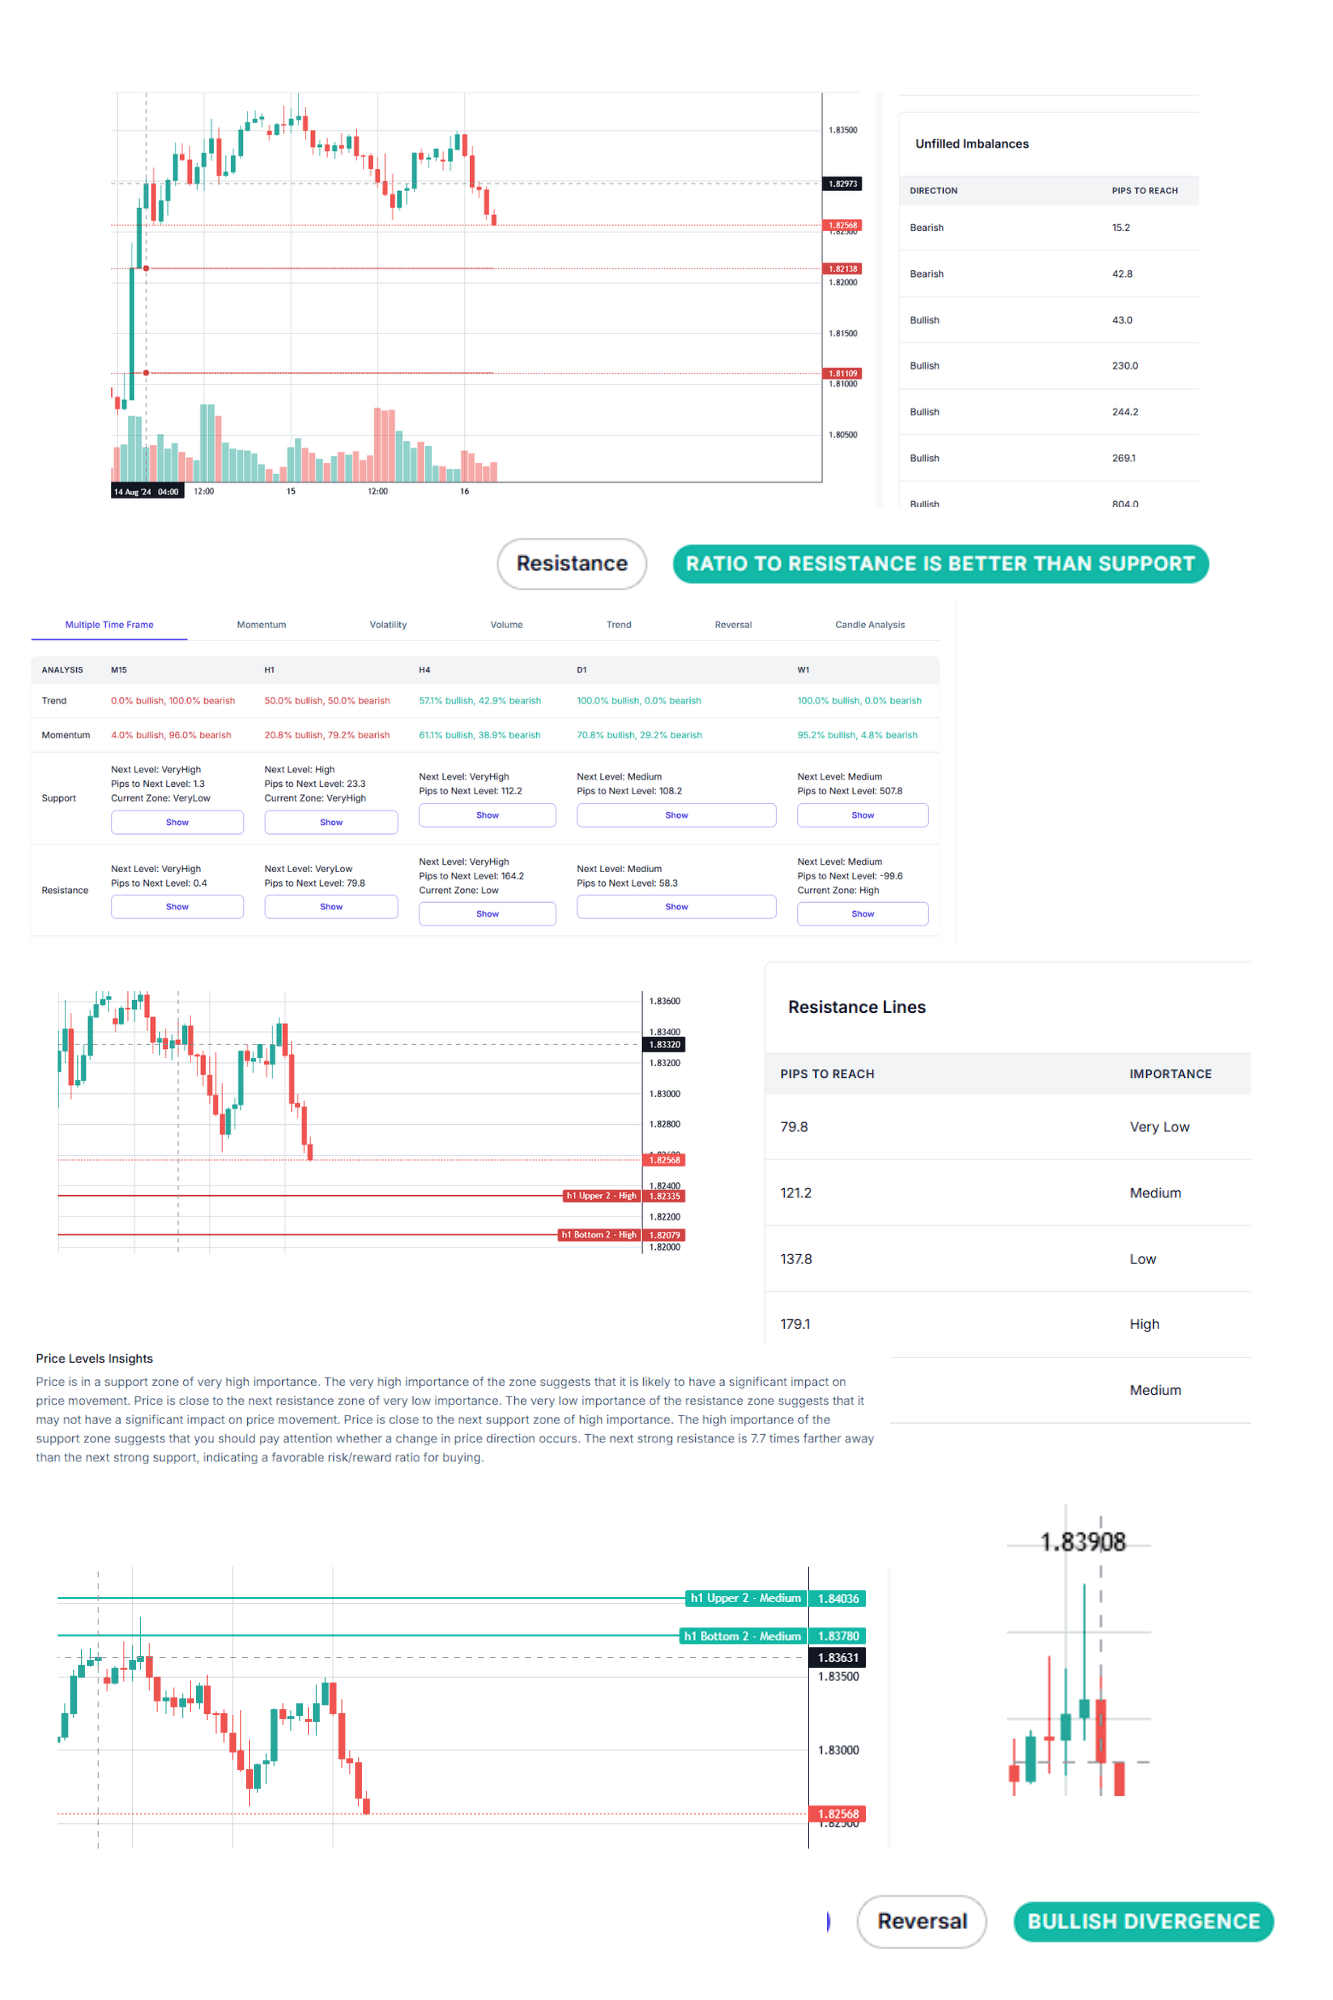 1.83500
1.82973
1.82568
1.82500
1.82138
1.82000
1.81500
1.81109
1.81000
1.80500
14 Aug '24 04:00 12:00 15 12:00 16
Unfilled Imbalances
DIRECTION PIPS TO REACH
Bearish 15.2
Bearish 42.8
Bullish 43.0
Bullish 230.0
Bullish 244.2
Bullish 269.1
Bullish 804.0
Resistance RATIO TO RESISTANCE IS BETTER THAN SUPPORT
Multiple Time Frame Momentum Volatility Volume Trend Reversal Candle Analysis
ANALYSIS M15 H1 H4 D1 W1
Trend 0.0% bullish, 100.0% bearish 50.0% bullish, 50.0% bearish 57.1% bullish, 42.9% bearish 100.0% bullish, 0.0% bearish 100.0% bullish, 0.0% bearish
Momentum 4.0% bullish, 96.0% bearish 20.8% bullish, 79.2% bearish 61.1% bullish, 38.9% bearish 70.8% bullish, 29.2% bearish 95.2% bullish, 4.8% bearish
Support
Next Level: VeryHigh
Pips to Next Level: 1.3
Current Zone: VeryLow
Show
Next Level: High
Pips to Next Level: 23.3
Current Zone: VeryHigh
Show
Next Level: VeryHigh
Pips to Next Level: 112.2
Show
Next Level: Medium
Pips to Next Level: 108.2
Show
Next Level: Medium
Pips to Next Level: 507.8
Show
Resistance
Next Level: VeryHigh
Pips to Next Level: 0.4
Show
Next Level: VeryLow
Pips to Next Level: 79.8
Show
Next Level: VeryHigh
Pips to Next Level: 164.2
Current Zone: Low
Show
Next Level: Medium
Pips to Next Level: 58.3
Show
Next Level: Medium
Pips to Next Level: -99.6
Current Zone: High
Show
1.83600
1.83400
1.83320
1.83200
1.83000
1.82800
1.82568
1.82400
h1 Upper 2 - High 1.82335
1.82200
h1 Bottom 2 - High 1.82079
1.82000
Resistance Lines
PIPS TO REACH IMPORTANCE
79.8 Very Low
121.2 Medium
137.8 Low
179.1 High
Medium
Price Levels Insights
Price is in a support zone of very high importance. The very high importance of the zone suggests that it is likely to have a significant impact on
price movement. Price is close to the next resistance zone of very low importance. The very low importance of the resistance zone suggests that it
may not have a significant impact on price movement. Price is close to the next support zone of high importance. The high importance of the
support zone suggests that you should pay attention whether a change in price direction occurs. The next strong resistance is 7.7 times farther away
than the next strong support, indicating a favorable risk/reward ratio for buying.
1.83908
h1 Upper 2 - Medium 1.84036
h1 Bottom 2 - Medium 1.83780
1.83631
1.83500
1.83000
1.82568
1.82500
Reversal BULLISH DIVERGENCE